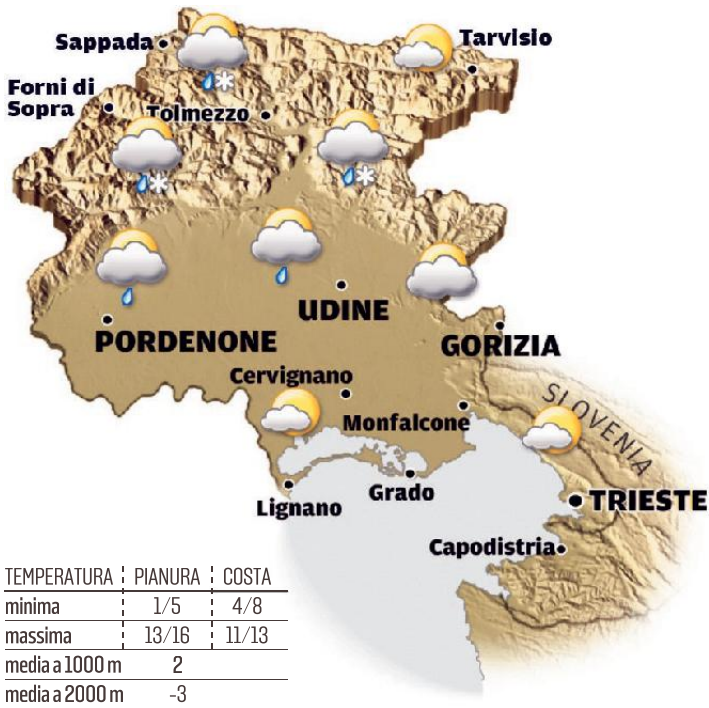 Sappada
Tarvisio
Forni di
Sopra
Tolmezzo
UDINE
PORDENONE
GORIZIA
Cervignano
SLOVENIA
Monfalcone
Lignano
Grado
TRIESTE
Capodistria
TEMPERATURA PIANURA COSTA
minima 1/5 4/8
massima 13/16 11/13
media a 1000 m 2
media a 2000 m -3